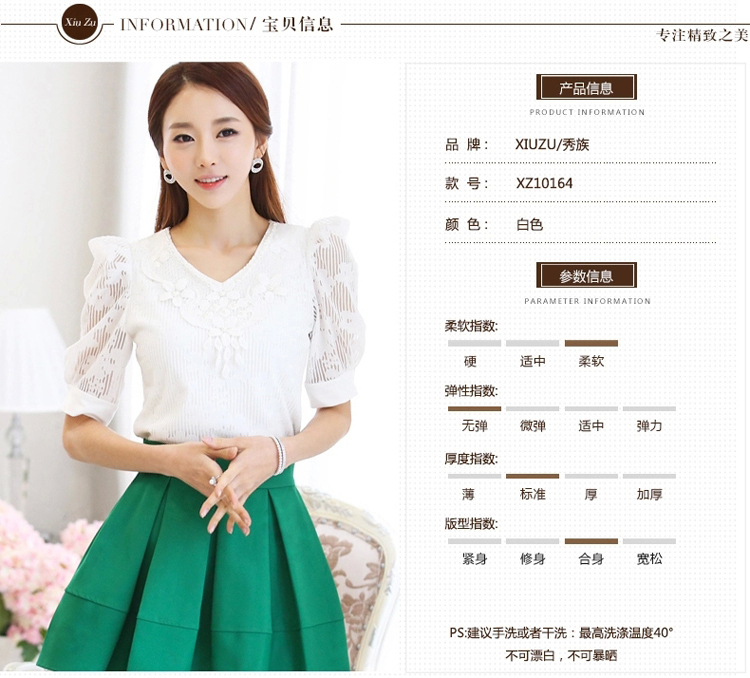 Xiu Zu
INFORMATION/ 宝贝信息
专注精致之美
产品信息
PRODUCT INFORMATION
品 牌： XIUZU/秀族
款 号： XZ10164
颜 色： 白色
参数信息
PARAMETER INFORMATION
柔软指数:
硬 适中 柔软
弹性指数:
无弹 微弹 适中 弹力
厚度指数:
薄 标准 厚 加厚
版型指数:
紧身 修身 合身 宽松
PS:建议手洗或者干洗：最高洗涤温度40°
不可漂白，不可暴晒